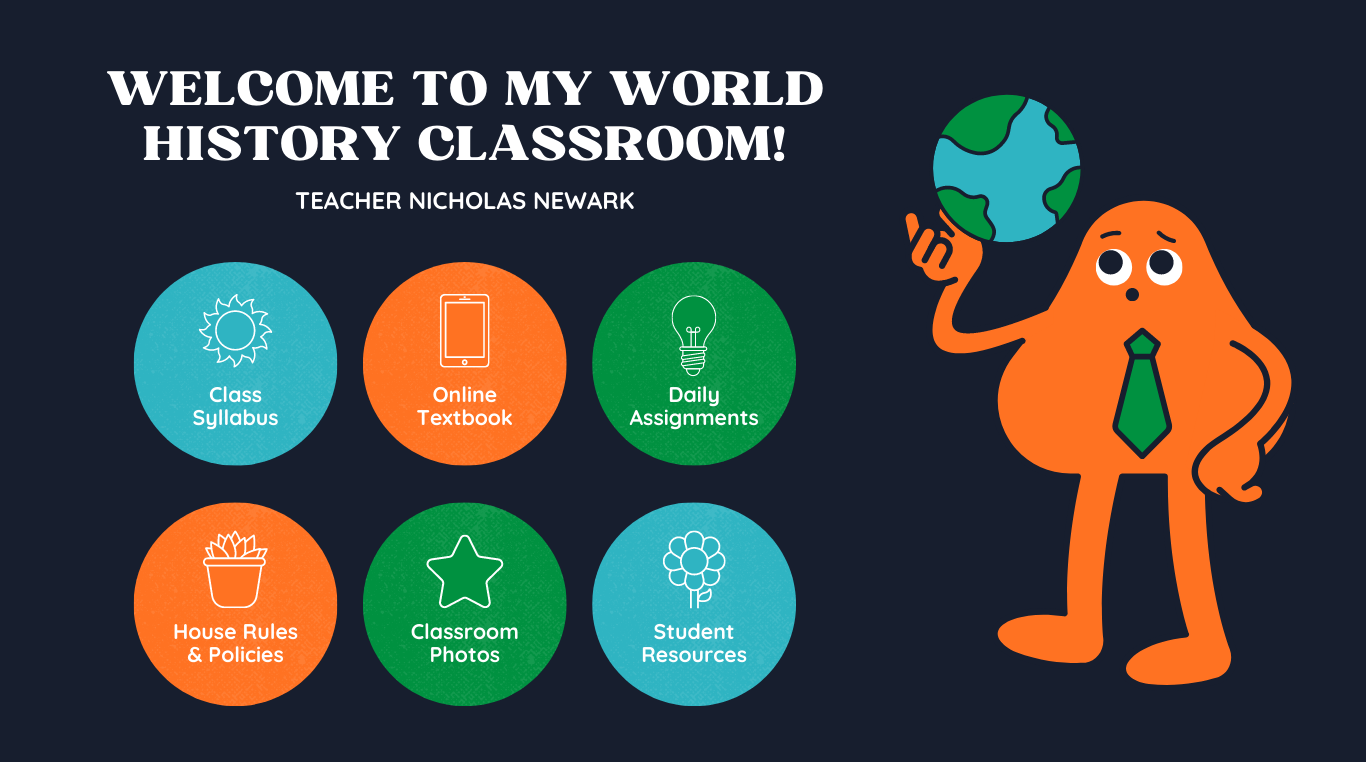 WELCOME TO MY WORLD
HISTORY CLASSROOM!
TEACHER NICHOLAS NEWARK
Class
Syllabus
Online
Textbook
Daily
Assignments
House Rules
& Policies
Classroom
Photos
Student
Resources